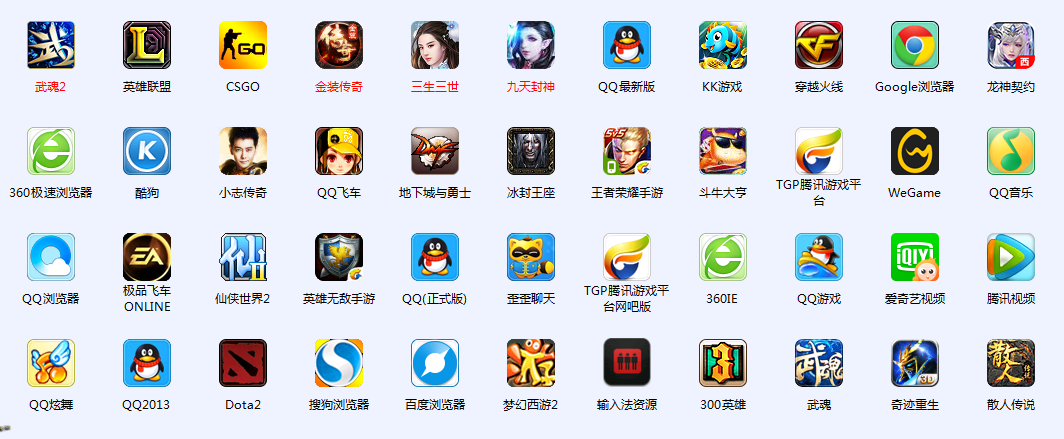 武魂2 英雄联盟 CSGO 金装传奇 三生三世 九天封神 QQ最新版 KK游戏 穿越火线 Google浏览器 龙神契约
360极速浏览器 酷狗 小志传奇 QQ飞车 地下城与勇士 冰封王座 王者荣耀手游 斗牛大亨 TGP腾讯游戏平 WeGame QQ音乐
台
QQ浏览器 极品飞车 仙侠世界2 英雄无敌手游 QQ(正式版) 歪歪聊天 TGP腾讯游戏平 360IE QQ游戏 爱奇艺视频 腾讯视频
ONLINE 台网吧版
QQ炫舞 QQ2013 Dota2 搜狗浏览器 百度浏览器 梦幻西游2 输入法资源 300英雄 武魂 奇迹重生 散人传说